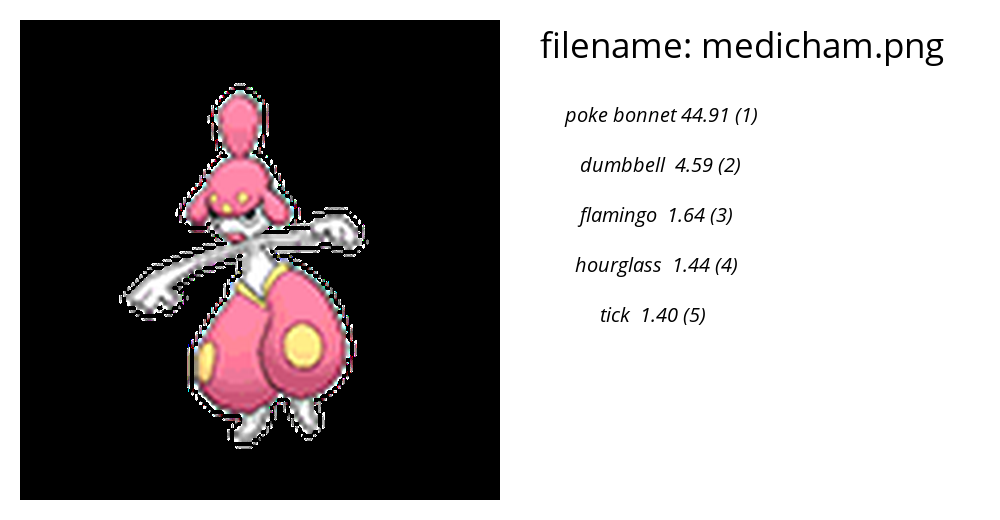 filename: medicham.png
poke bonnet 44.91 (1)
dumbbell 4.59 (2)
flamingo 1.64 (3)
hourglass 1.44 (4)
tick 1.40 (5)